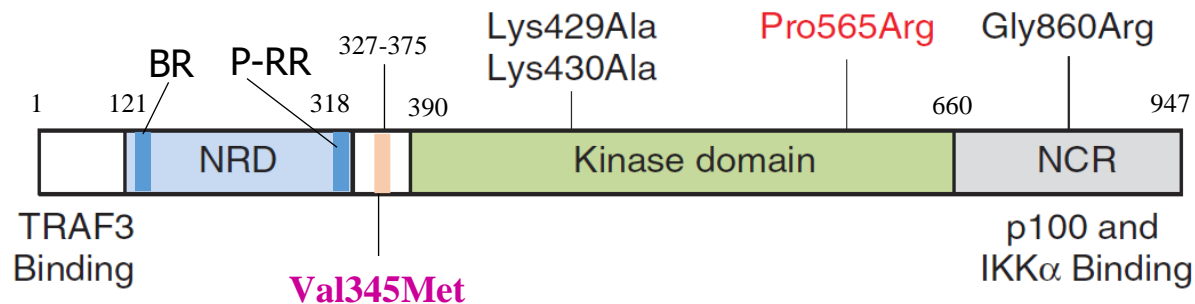 Lys429Ala
Lys430Ala
Pro565Arg
Gly860Arg
327-375
BR
P-RR
1
121
318
390
660
947
NRD
Kinase domain
NCR
TRAF3
Binding
Val345Met
p100 and
IKKα Binding